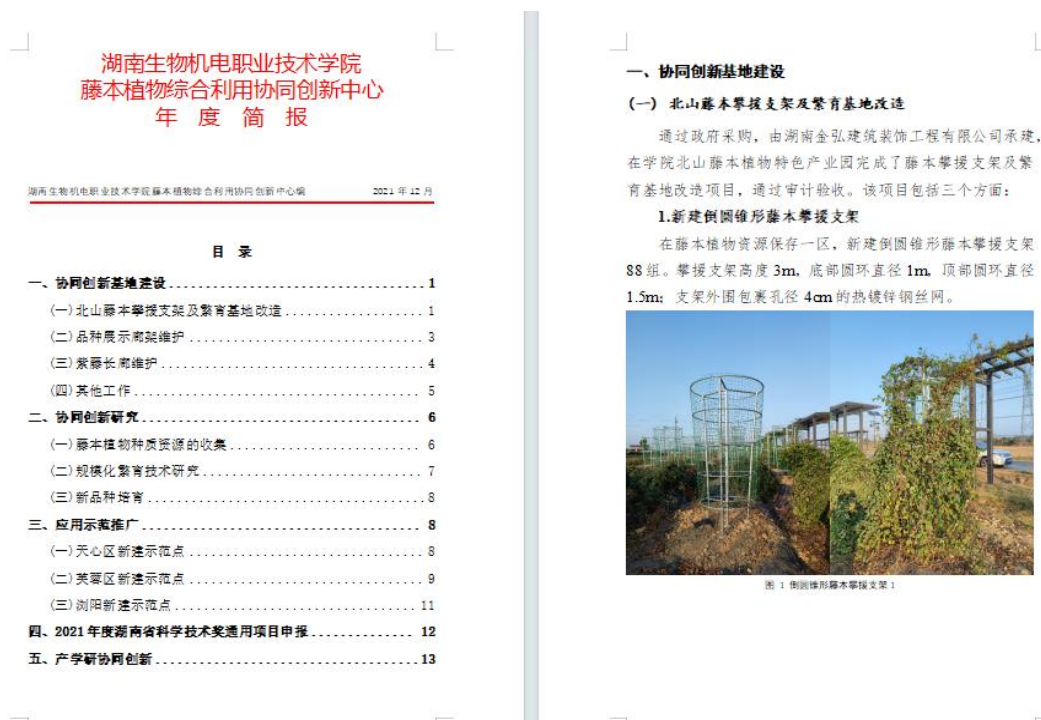 湖南生物机电职业技术学院
藤本植物综合利用协同创新中心
年 度 简 报
湖南生物机电职业技术学院藤本植物综合利用协同创新中心编 2021 年 12 月
目 录
一、协同创新基地建设........................................1
(一)北山藤本攀援支架及繁育基地改造....................1
(二)品种展示廊架维护....................3
(三)紫藤长廊维护....................4
(四)其他工作....................5
二、协同创新研究....................6
(一)藤本植物种质资源的收集....................6
(二)规模化繁育技术研究....................7
(三)新品种培育....................8
三、应用示范推广....................8
(一)天心区新建示范点....................8
(二)芙蓉区新建示范点....................9
(三)浏阳新建示范点....................11
四、2021 年度湖南省科学技术奖通用项目申报............12
五、产学研协同创新....................13
一、协同创新基地建设
(一) 北山藤本攀援支架及繁育基地改造
通过政府采购，由湖南金弘建筑装饰工程有限公司承建，
在学院北山藤本植物特色产业园完成了藤本攀援支架及繁
育基地改造项目，通过审计验收。该项目包括三个方面：
1.新建倒圆锥形藤本攀援支架
在藤本植物资源保存一区，新建倒圆锥形藤本攀援支架
88 组。攀援支架高度 3m，底部圆环直径 1m，顶部圆环直径
1.5m；支架外围包裹孔径 4cm 的热镀锌钢丝网。
图 1 倒圆锥形藤本攀援支架 1